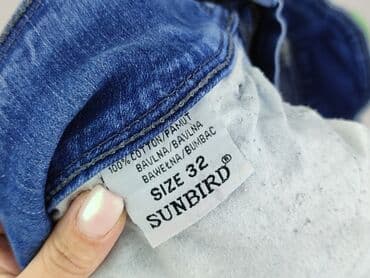 100% COTTON/PAMUT
BAVLNA/BAVLNA
BAWEŁNA/BUMBAC
SIZE 32
SUNBIRD®